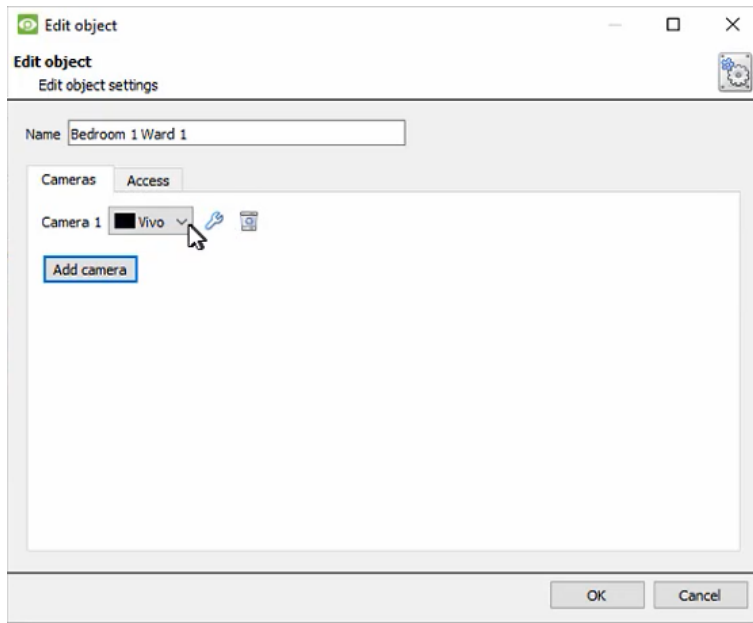 Edit object
Edit object
Edit object settings
Name Bedroom 1 Ward 1
Cameras Access
Camera 1 Vivo
Add camera
OK Cancel